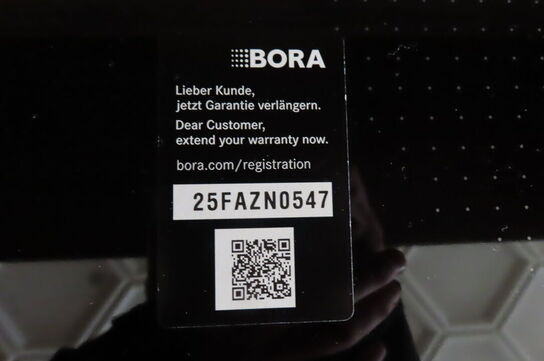 BORA
Lieber Kunde,
jetzt Garantie verlängern.
Dear Customer,
extend your warranty now.
bora.com/registration
25FAZN0547